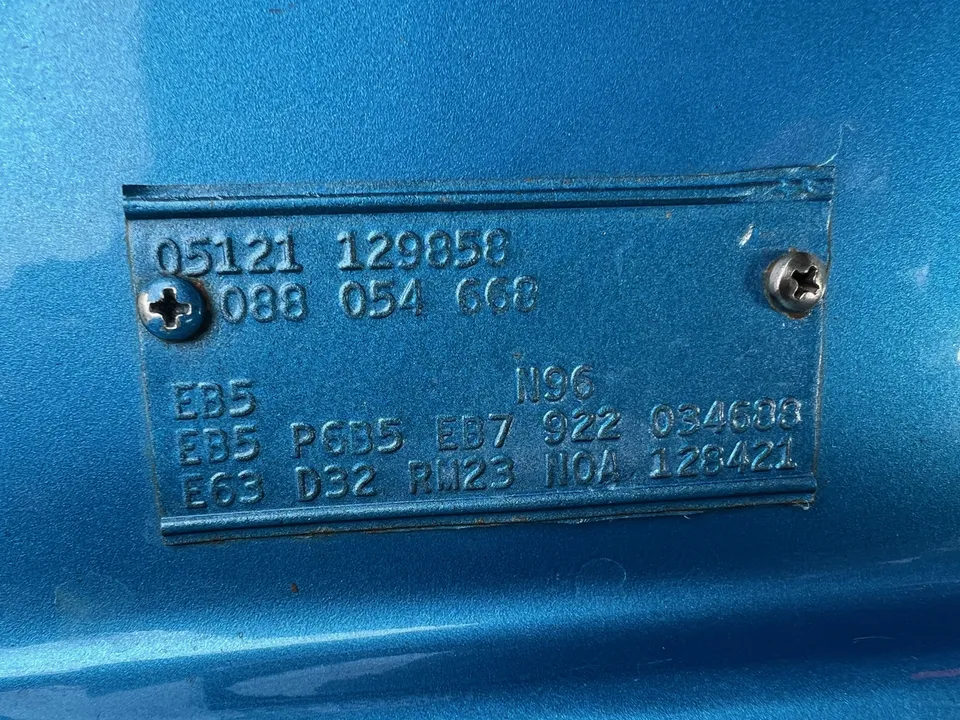 05121 129858
088 054 668
EB5 N96
EB5 P6B5 EB7 922 034688
E63 D32 RM23 N0A 128421